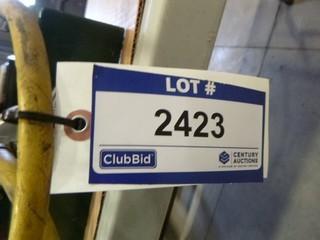 LOT #
2423
ClubBid
CENTURY
AUCTIONS